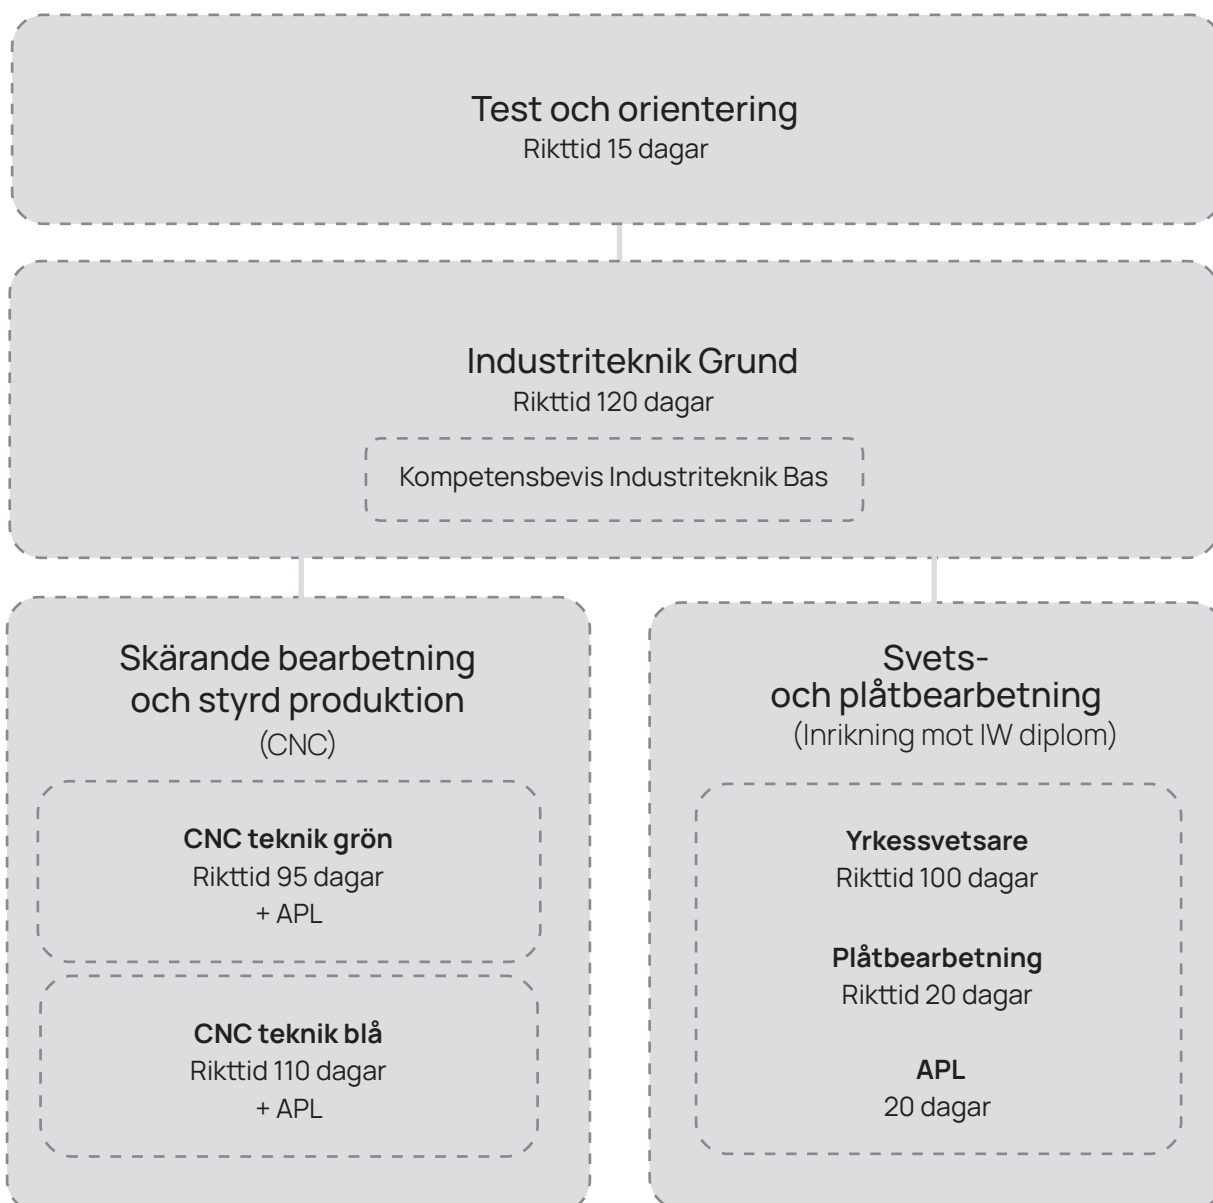 Test och orientering
Rikttid 15 dagar
Industriteknik Grund
Rikttid 120 dagar
Kompetensbevis Industriteknik Bas
Skärande bearbetning
och styrd produktion
(CNC)
CNC teknik grön
Rikttid 95 dagar
+ APL
CNC teknik blå
Rikttid 110 dagar
+ APL
Svets-
och plåtbearbetning
(Inrikning mot IW diplom)
Yrkessvetsare
Rikttid 100 dagar
Plåtbearbetning
Rikttid 20 dagar
APL
20 dagar